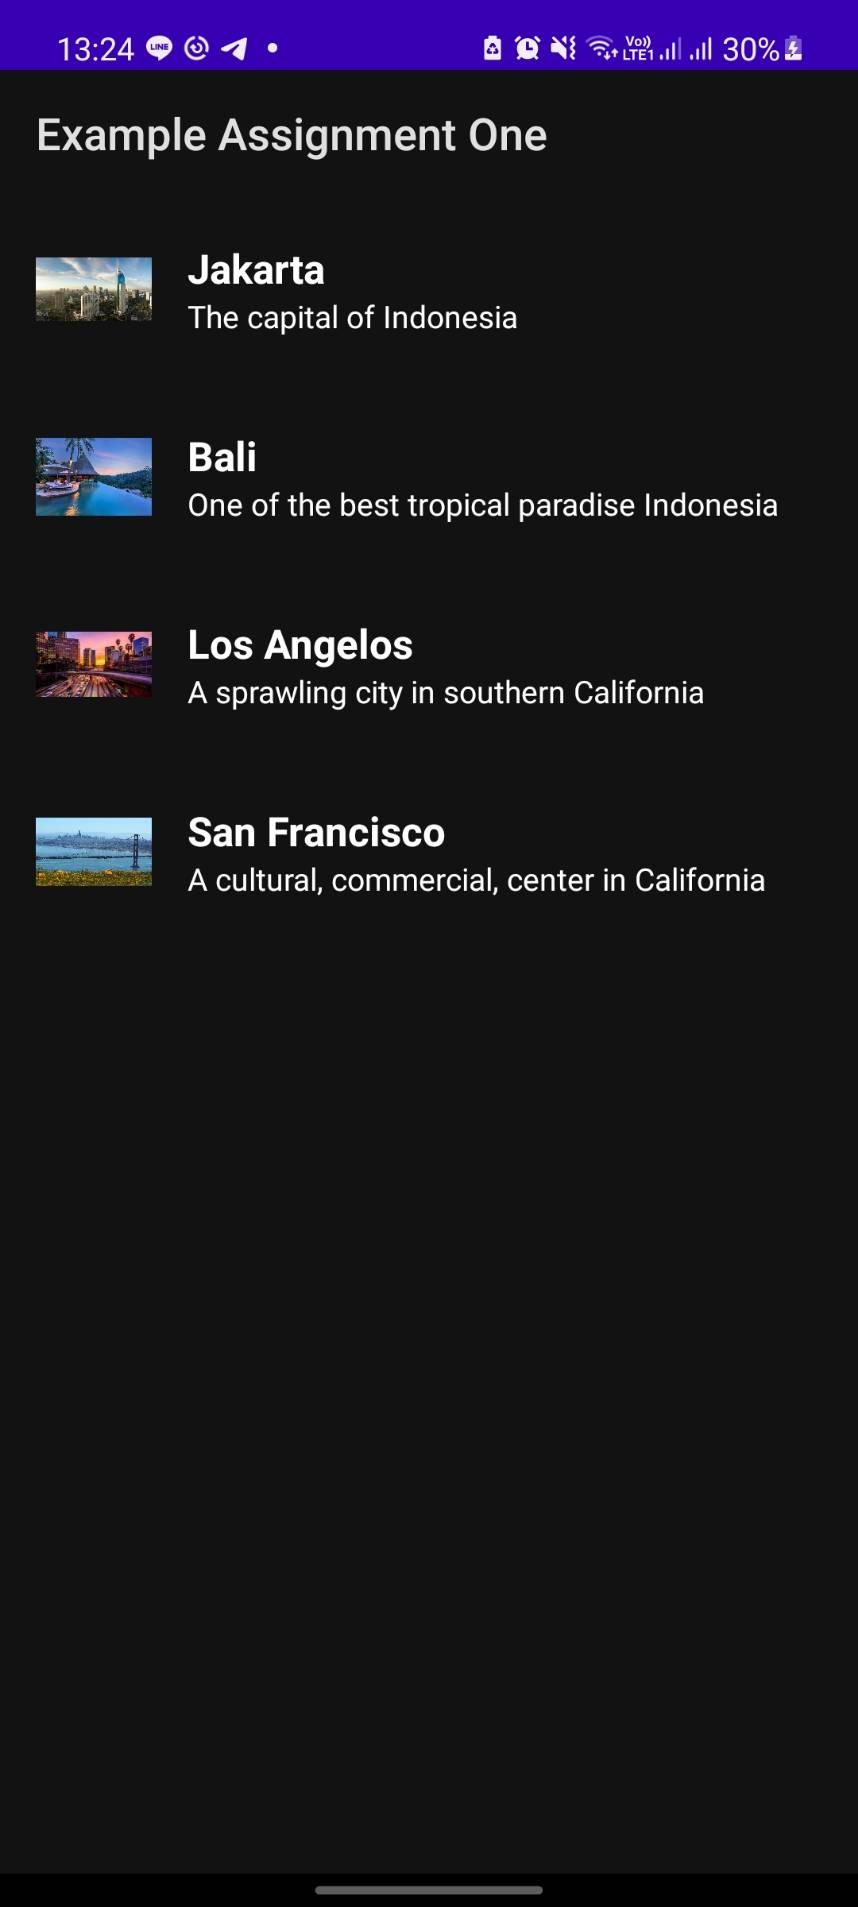 13:24 LINE Vo)) LTE1 30%
Example Assignment One
Jakarta
The capital of Indonesia
Bali
One of the best tropical paradise Indonesia
Los Angelos
A sprawling city in southern California
San Francisco
A cultural, commercial, center in California